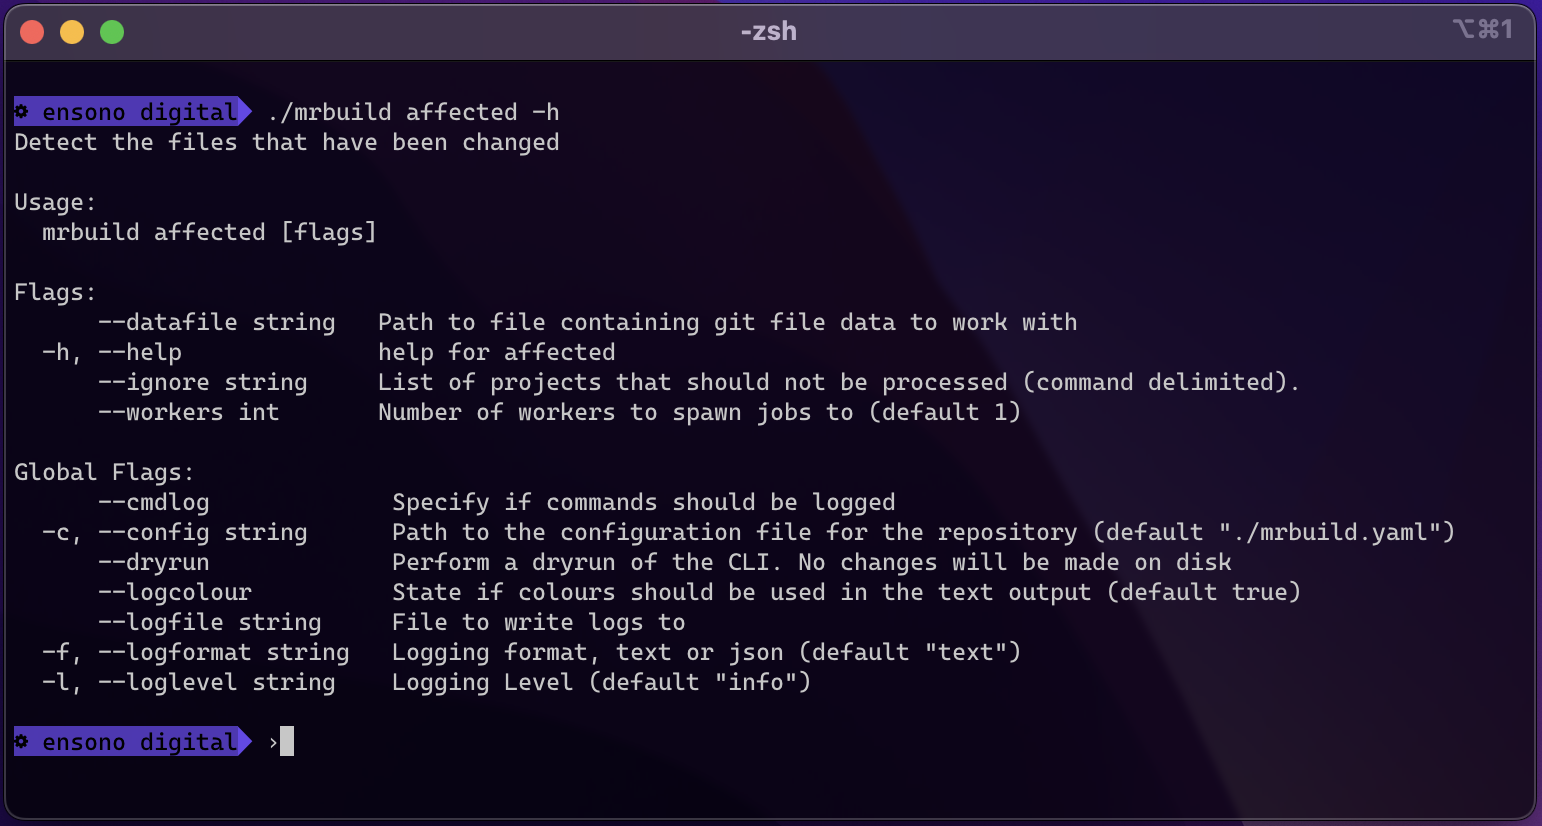 -zsh
⌥⌘1
ensono digital ./mrbuild affected -h
Detect the files that have been changed
Usage:
  mrbuild affected [flags]
Flags:
      --datafile string   Path to file containing git file data to work with
  -h, --help              help for affected
      --ignore string     List of projects that should not be processed (command delimited).
      --workers int       Number of workers to spawn jobs to (default 1)
Global Flags:
      --cmdlog             Specify if commands should be logged
  -c, --config string      Path to the configuration file for the repository (default "./mrbuild.yaml")
      --dryrun             Perform a dryrun of the CLI. No changes will be made on disk
      --logcolour          State if colours should be used in the text output (default true)
      --logfile string     File to write logs to
  -f, --logformat string   Logging format, text or json (default "text")
  -l, --loglevel string    Logging Level (default "info")
ensono digital ›